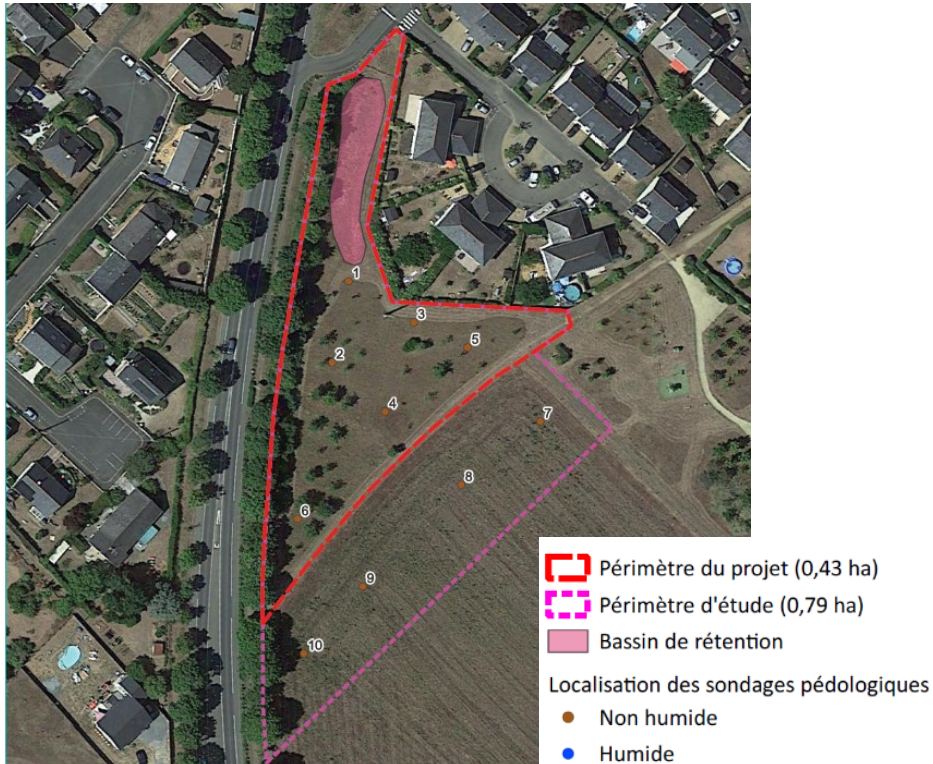 1
3
5
2
4
7
8
6
9
10
Périmètre du projet (0,43 ha)
Périmètre d'étude (0,79 ha)
Bassin de rétention
Localisation des sondages pédologiques
Non humide
Humide